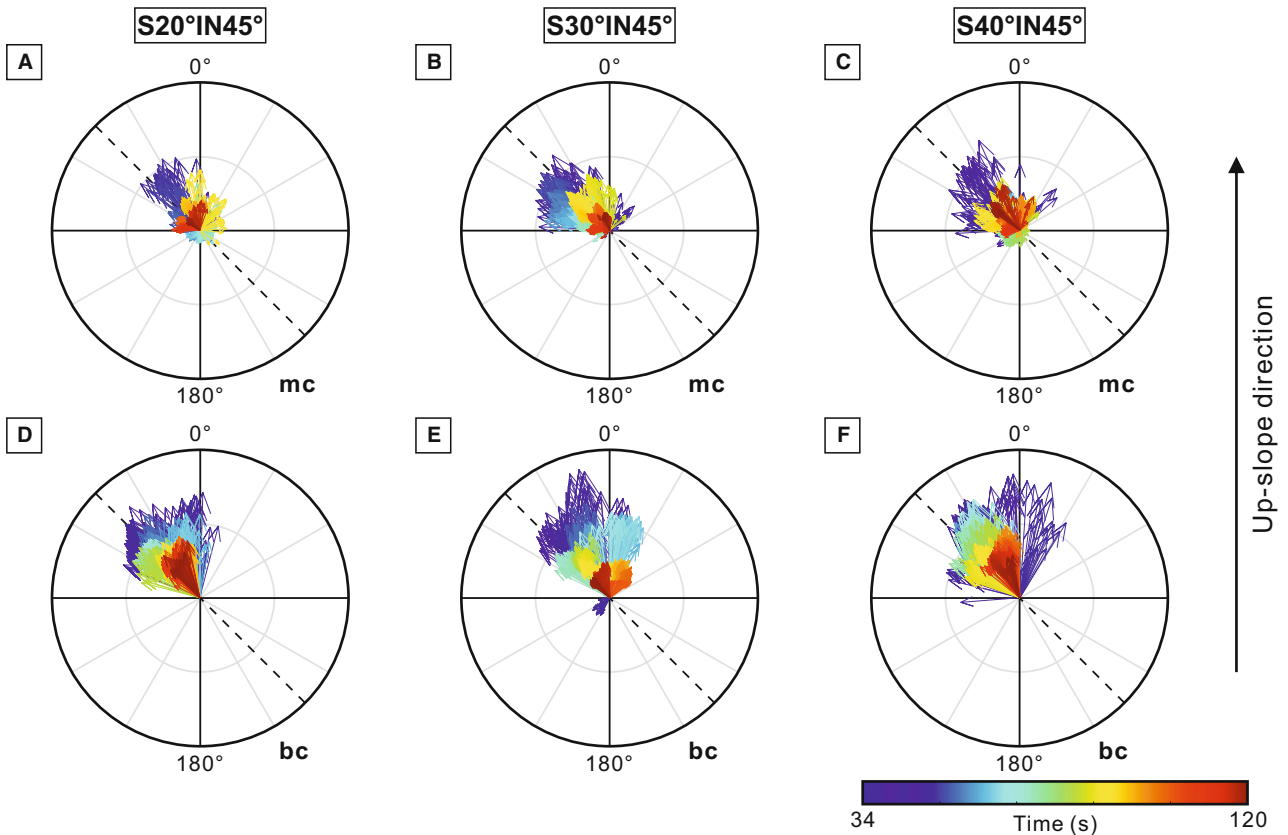 S20°IN45° S30°IN45° S40°IN45°
A B C
0° 0° 0°
mc mc mc
180° 180° 180°
D E F
0° 0° 0°
bc bc bc
180° 180° 180°
Up-slope direction
34 Time (s) 120